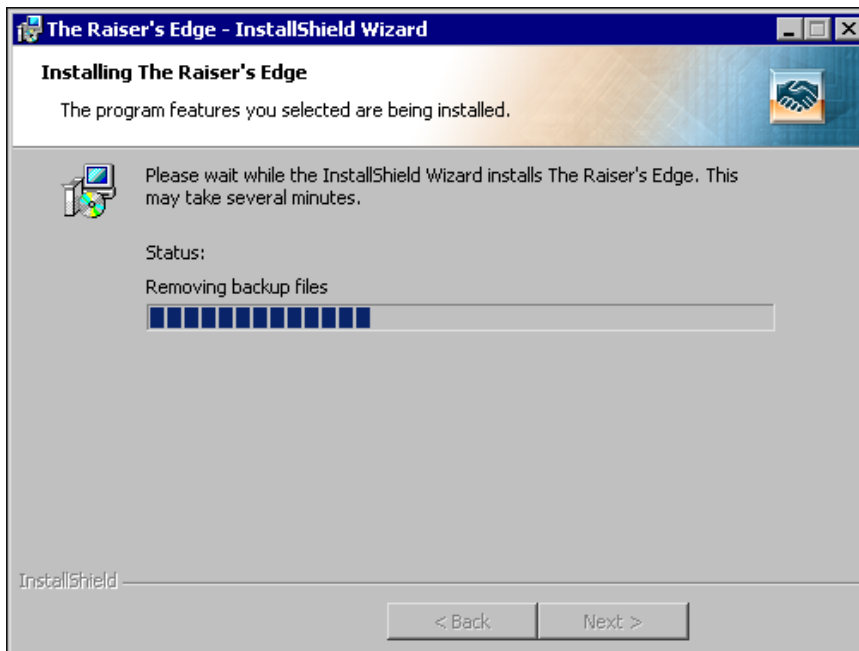 The Raiser's Edge - InstallShield Wizard
Installing The Raiser's Edge
The program features you selected are being installed.
Please wait while the InstallShield Wizard installs The Raiser's Edge. This
may take several minutes.
Status:
Removing backup files
InstallShield
< Back
Next >